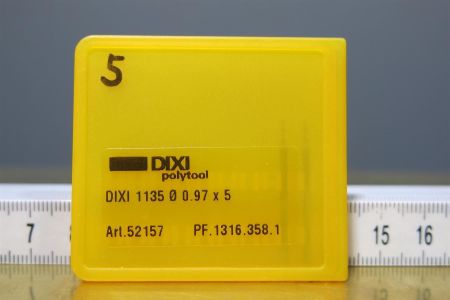 5
DIXI
polytool
DIXI 1135 Ø 0.97 x 5
Art.52157 PF.1316.358.1
7 8 15 16